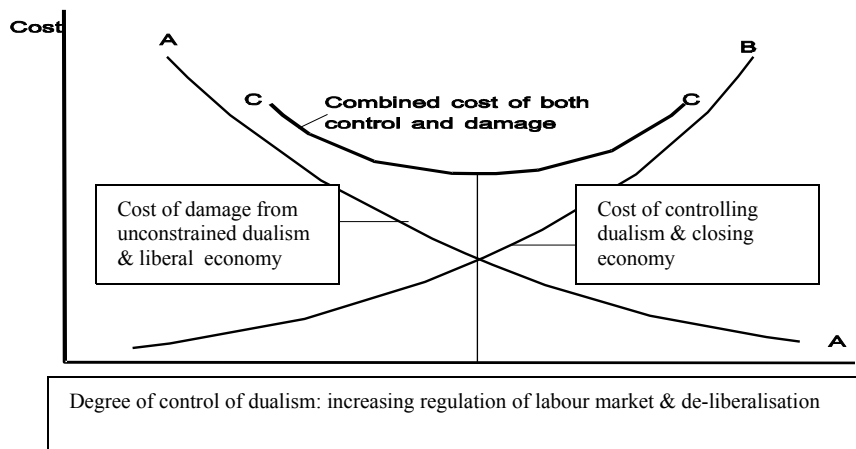 Cost
A
B
C
Combined cost of both
control and damage
C
Cost of damage from
unconstrained dualism
& liberal economy
Cost of controlling
dualism & closing
economy
A
Degree of control of dualism: increasing regulation of labour market & de-liberalisation